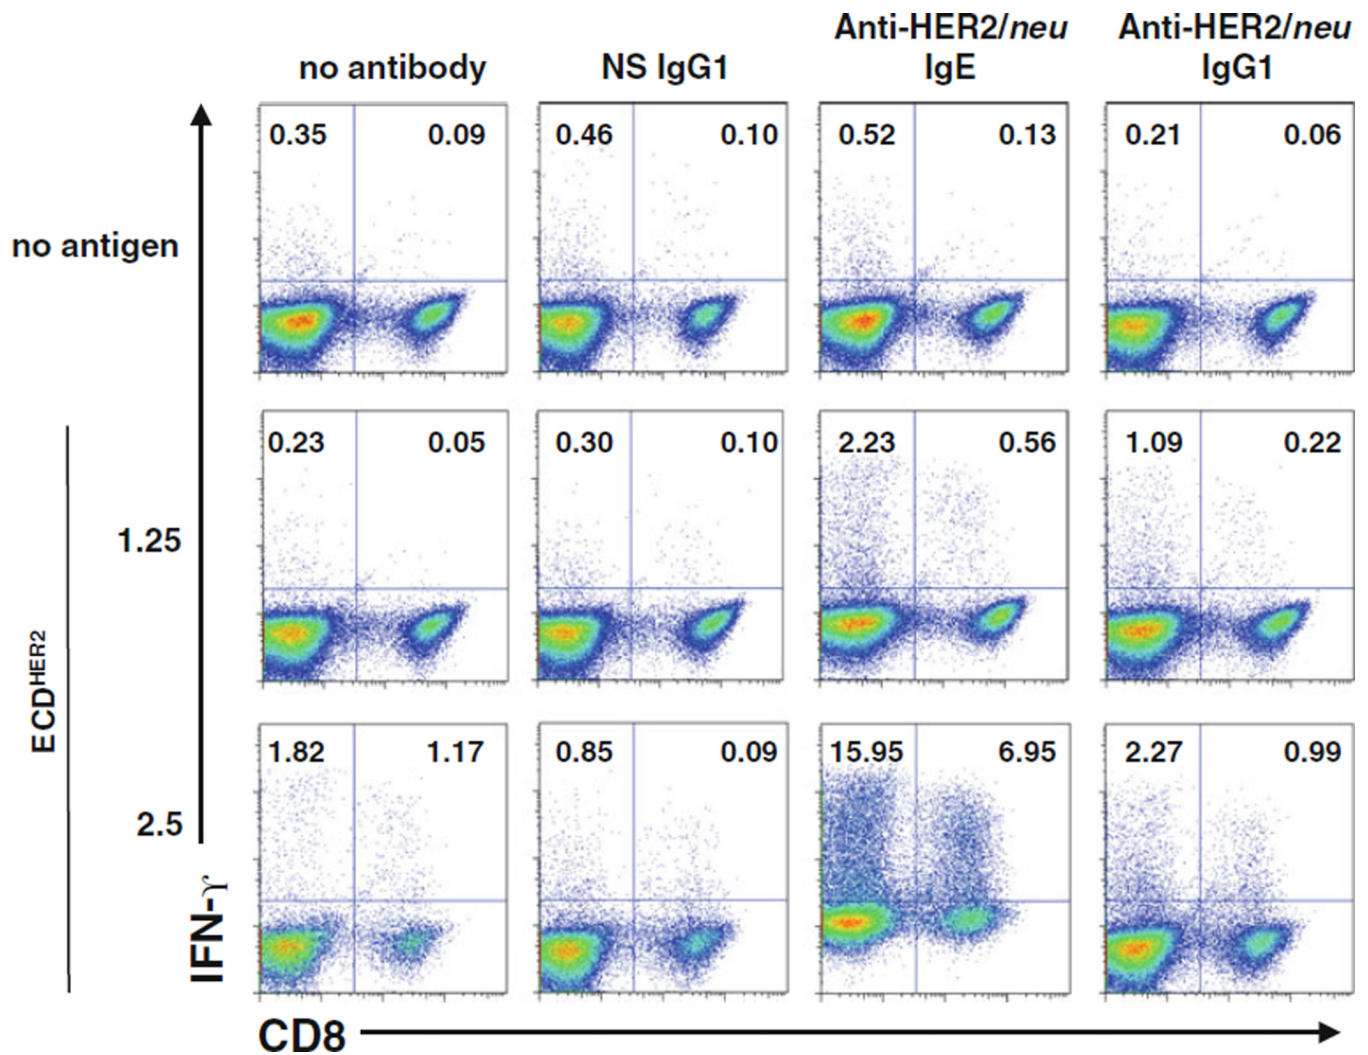 Anti-HER2/neu Anti-HER2/neu
no antibody NS IgG1 IgE IgG1
0.35 0.09 0.46 0.10 0.52 0.13 0.21 0.06
no antigen
0.23 0.05 0.30 0.10 2.23 0.56 1.09 0.22
1.25
ECDHER2
1.82 1.17 0.85 0.09 15.95 6.95 2.27 0.99
2.5
IFN-ϒ
CD8